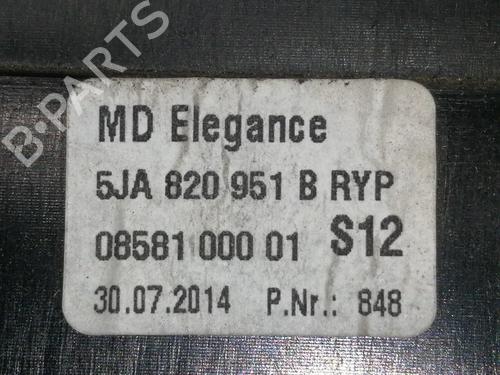 B·PARTS
MD Elegance
5JA 820 951 B RYP
08581 000 01 S12
30.07.2014 P.Nr.: 848